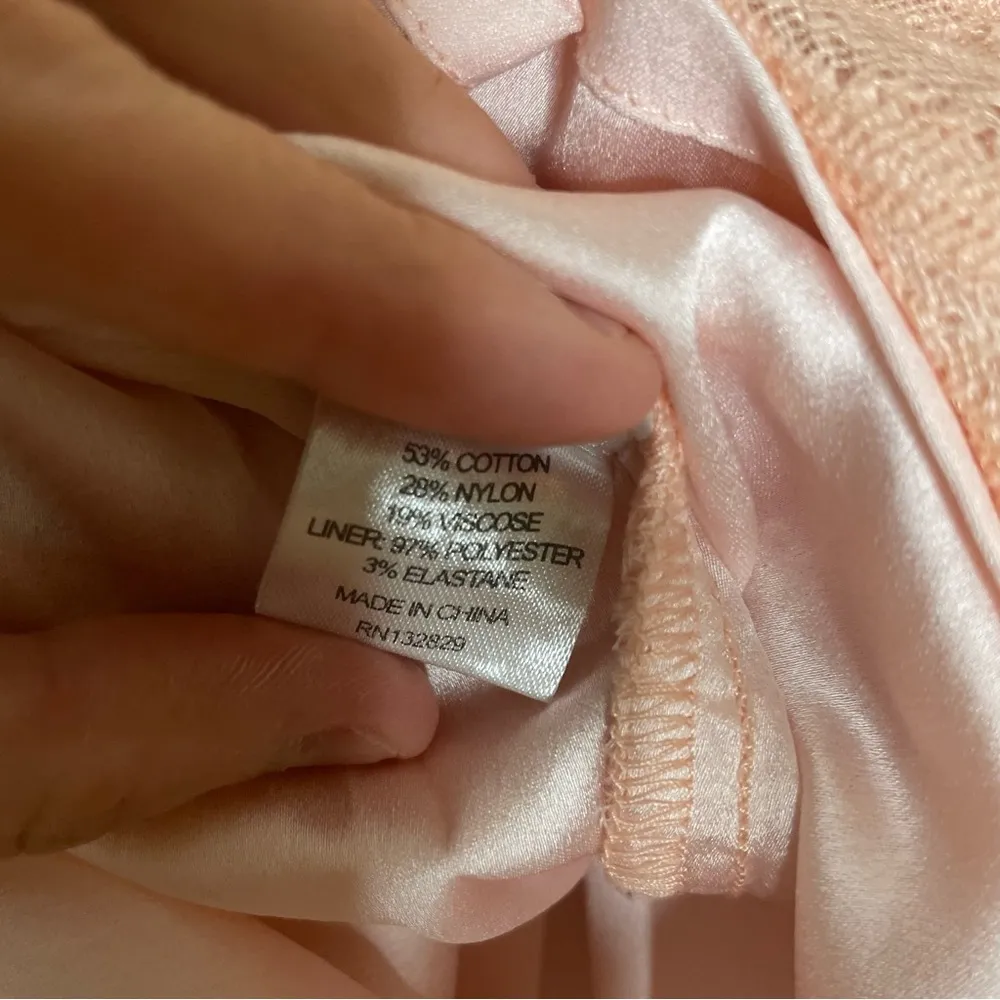 53% COTTON
28% NYLON
19% VISCOSE
LINER: 97% POLYESTER
3% ELASTANE
MADE IN CHINA
RN132829